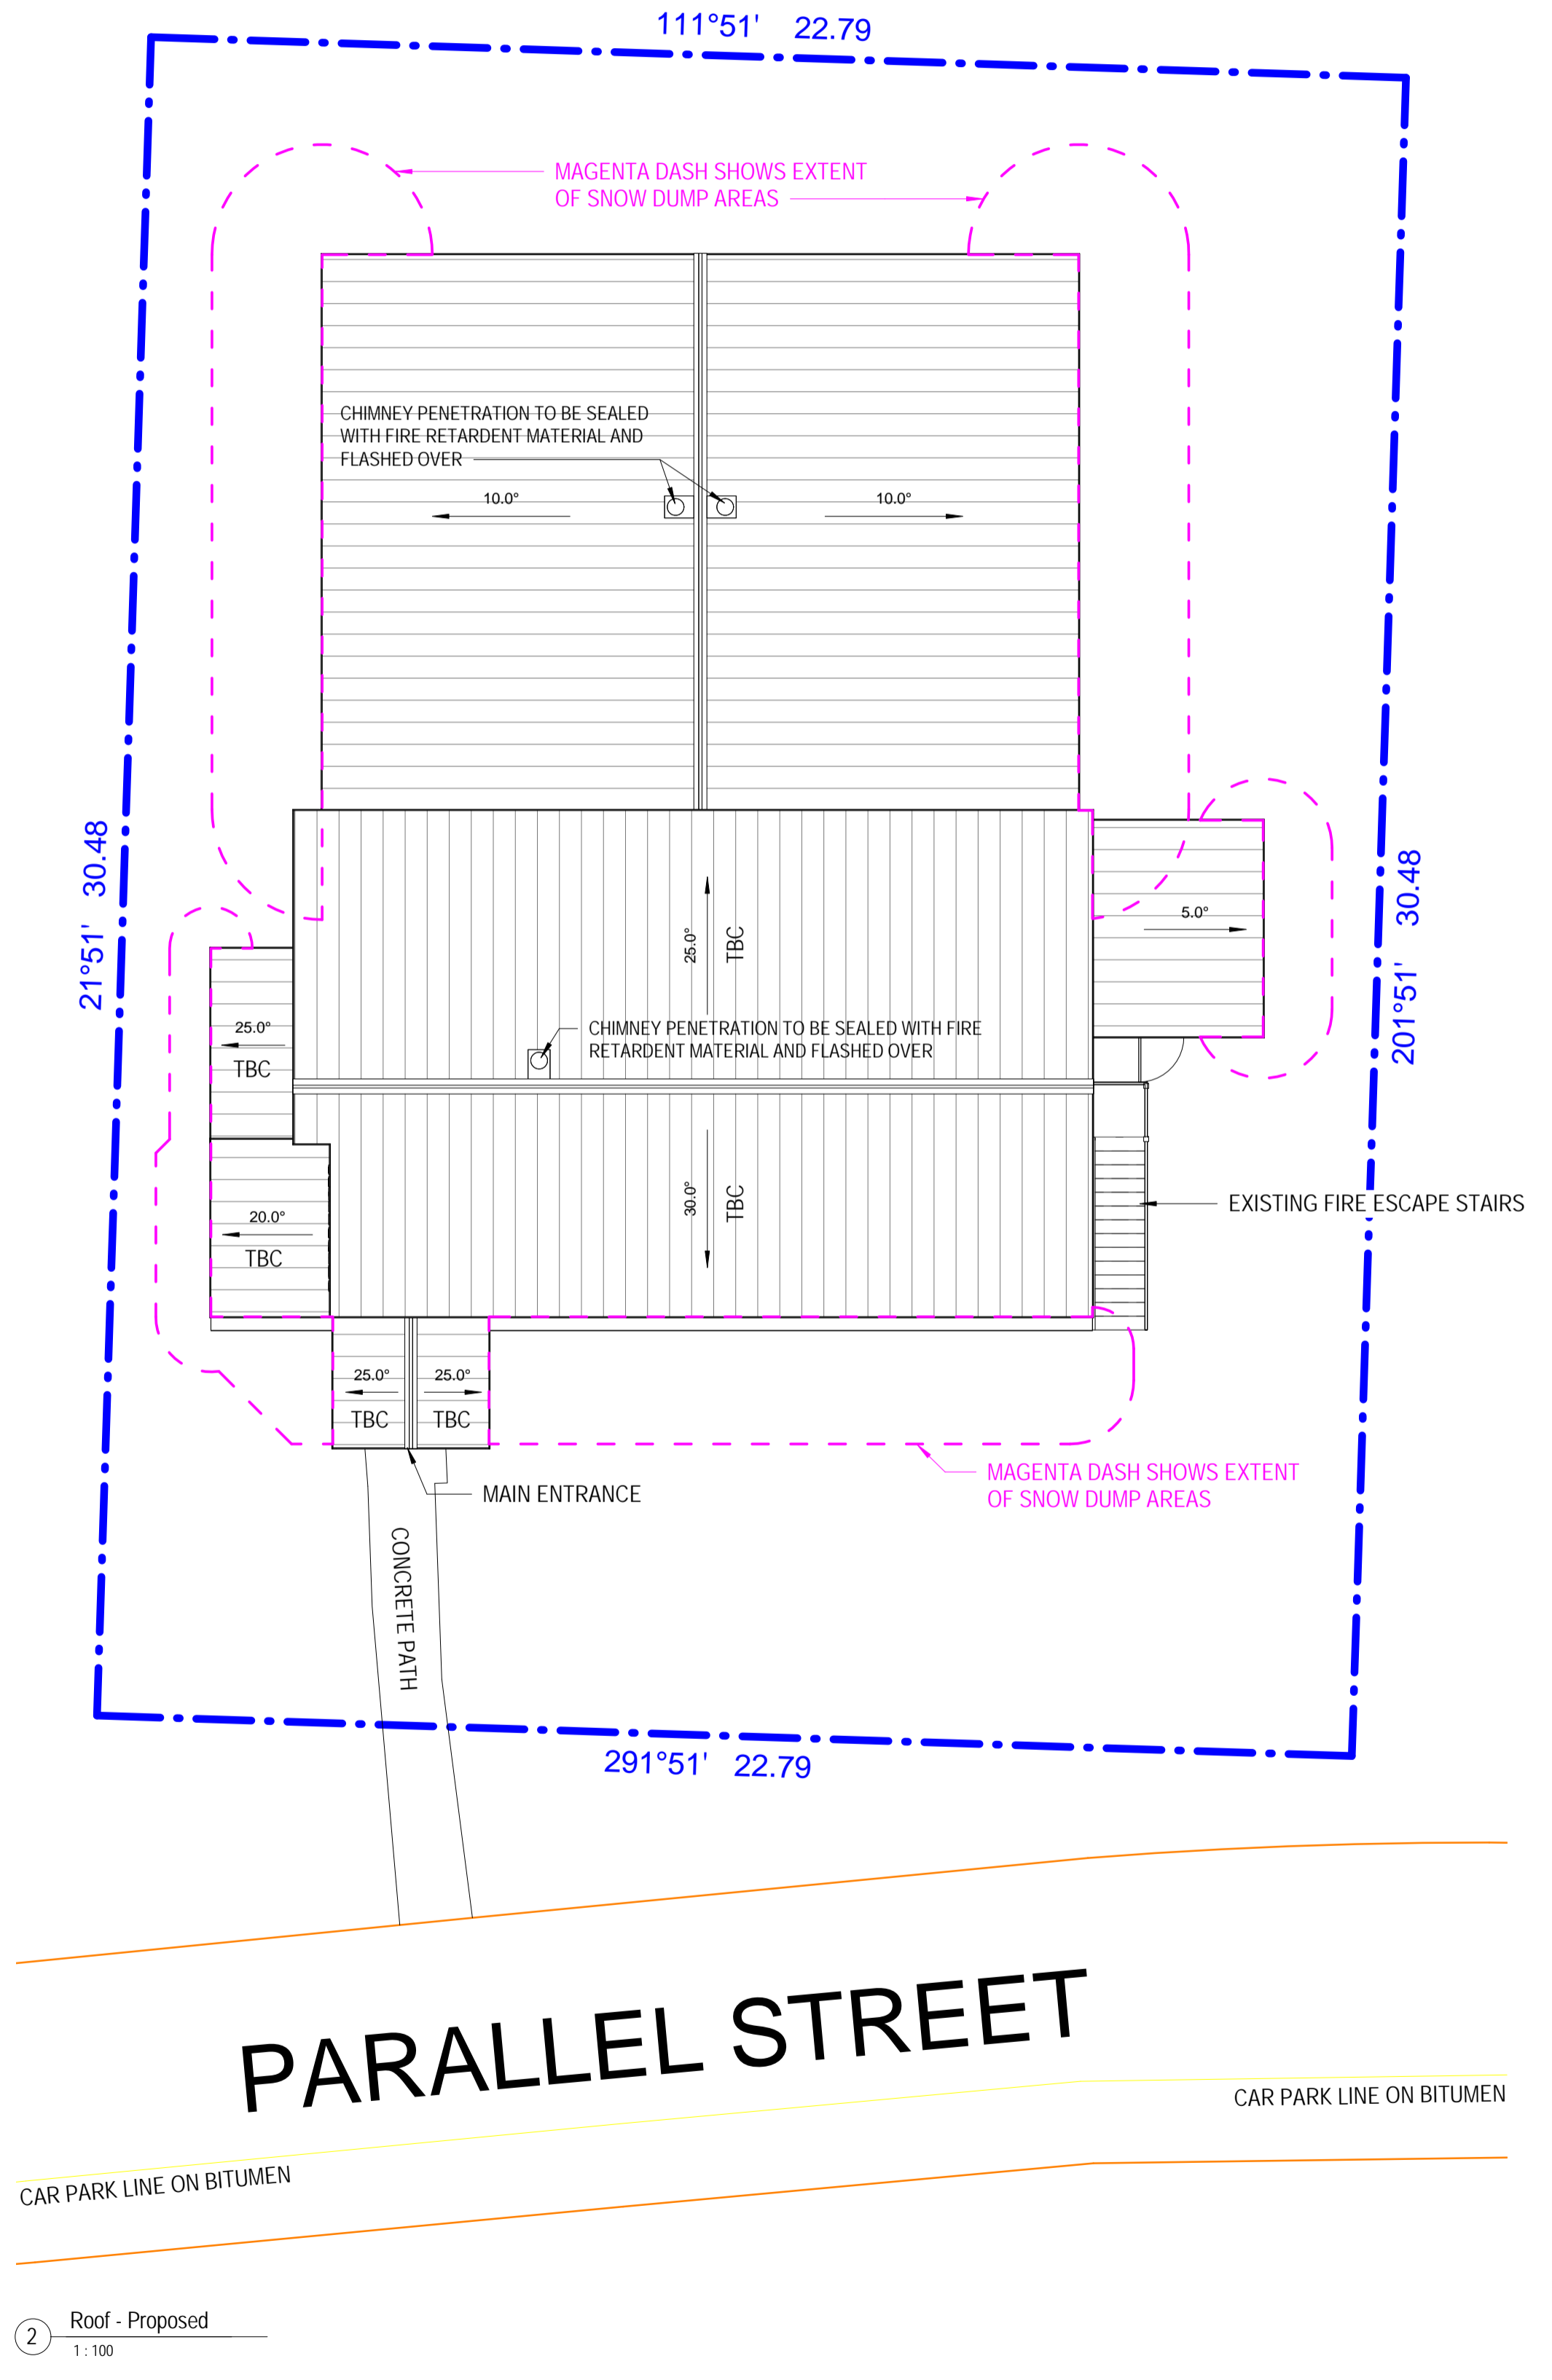 111°51' 22.79
MAGENTA DASH SHOWS EXTENT
OF SNOW DUMP AREAS
CHIMNEY PENETRATION TO BE SEALED
WITH FIRE RETARDENT MATERIAL AND
FLASHED OVER
10.0°
10.0°
21°51' 30.48
201°51' 30.48
5.0°
25.0°
TBC
CHIMNEY PENETRATION TO BE SEALED WITH FIRE
RETARDENT MATERIAL AND FLASHED OVER
25.0°
TBC
30.0°
TBC
EXISTING FIRE ESCAPE STAIRS
20.0°
TBC
25.0°
TBC
25.0°
TBC
MAIN ENTRANCE
MAGENTA DASH SHOWS EXTENT
OF SNOW DUMP AREAS
CONCRETE PATH
291°51' 22.79
PARALLEL STREET
CAR PARK LINE ON BITUMEN
CAR PARK LINE ON BITUMEN
2
Roof - Proposed
1 : 100